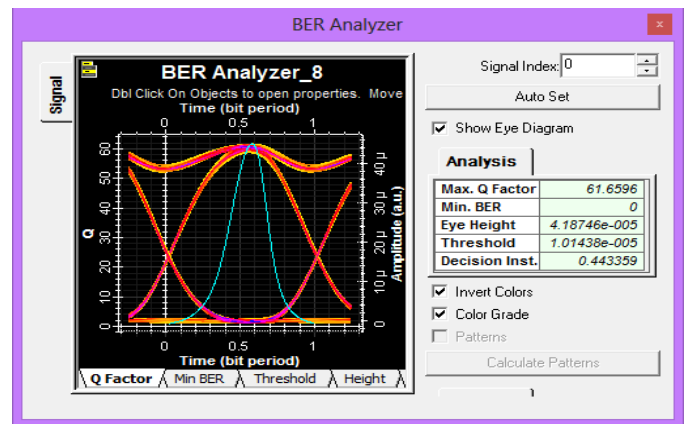 BER Analyzer
x
Signal
BER Analyzer_8
Dbl Click On Objects to open properties. Move
Time (bit period)
0 0.5 1
60
50
40
30
20
10
0
Q
40 µ
30 µ
20 µ
10 µ
0
Amplitude (a.u.)
0 0.5 1
Time (bit period)
Q Factor Min BER Threshold Height
Signal Index: 0
Auto Set
Show Eye Diagram
Analysis
Max. Q Factor 61.6596
Min. BER 0
Eye Height 4.18746e-005
Threshold 1.01438e-005
Decision Inst. 0.443359
Invert Colors
Color Grade
Patterns
Calculate Patterns